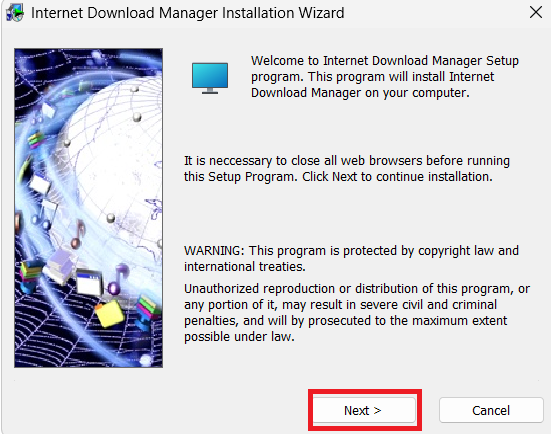 Internet Download Manager Installation Wizard
Welcome to Internet Download Manager Setup
program. This program will install Internet
Download Manager on your computer.
It is neccessary to close all web browsers before running
this Setup Program. Click Next to continue installation.
WARNING: This program is protected by copyright law and
international treaties.
Unauthorized reproduction or distribution of this program, or
any portion of it, may result in severe civil and criminal
penalties, and will by prosecuted to the maximum extent
possible under law.
Next >
Cancel